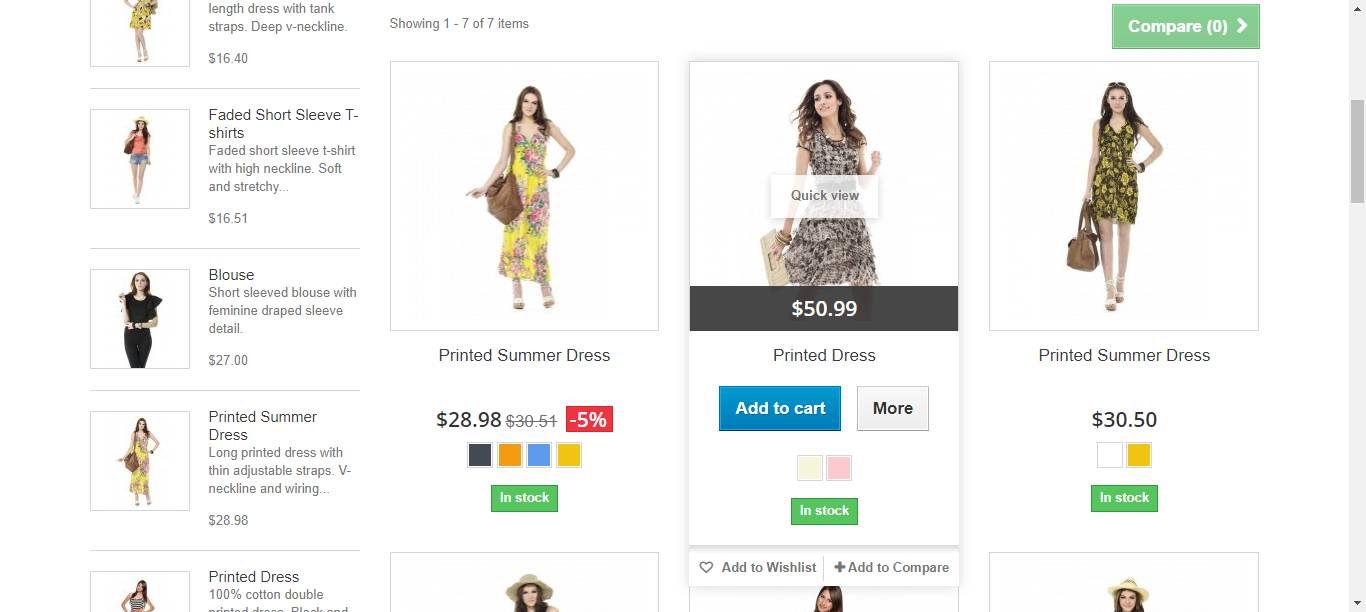 length dress with tank
straps. Deep v-neckline.
$16.40
Faded Short Sleeve T-
shirts
Faded short sleeve t-shirt
with high neckline. Soft
and stretchy...
$16.51
Blouse
Short sleeved blouse with
feminine draped sleeve
detail.
$27.00
Printed Summer
Dress
Long printed dress with
thin adjustable straps. V-
neckline and wiring...
$28.98
Printed Dress
100% cotton double
printed dress. Black and
Showing 1 - 7 of 7 items
Compare (0)
Printed Summer Dress
$28.98 $30.51 -5%
In stock
Quick view
$50.99
Printed Dress
Add to cart
More
In stock
Add to Wishlist
Add to Compare
Printed Summer Dress
$30.50
In stock